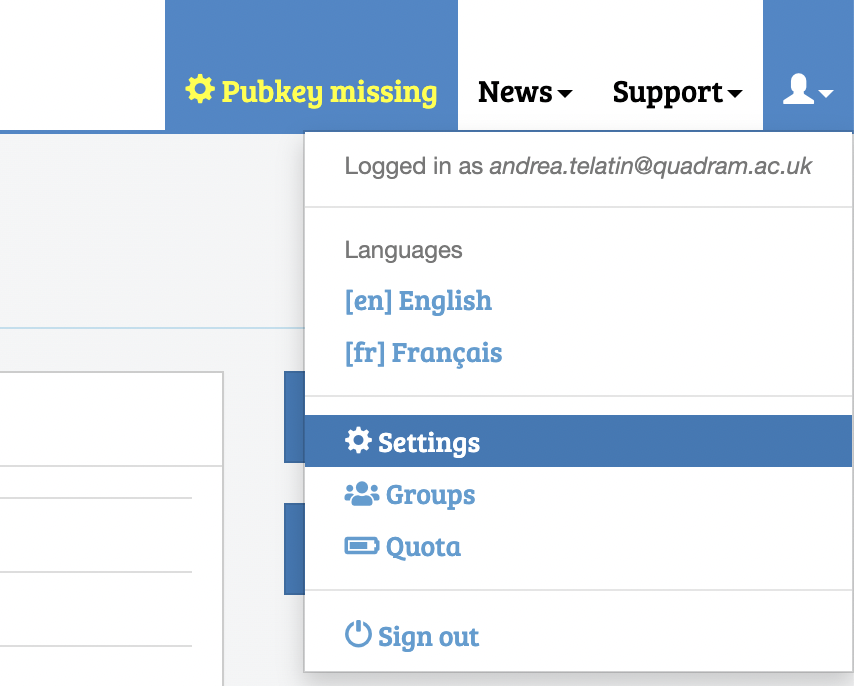 Pubkey missing
News
Support
Logged in as andrea.telatin@quadram.ac.uk
Languages
[en] English
[fr] Français
Settings
Groups
Quota
Sign out